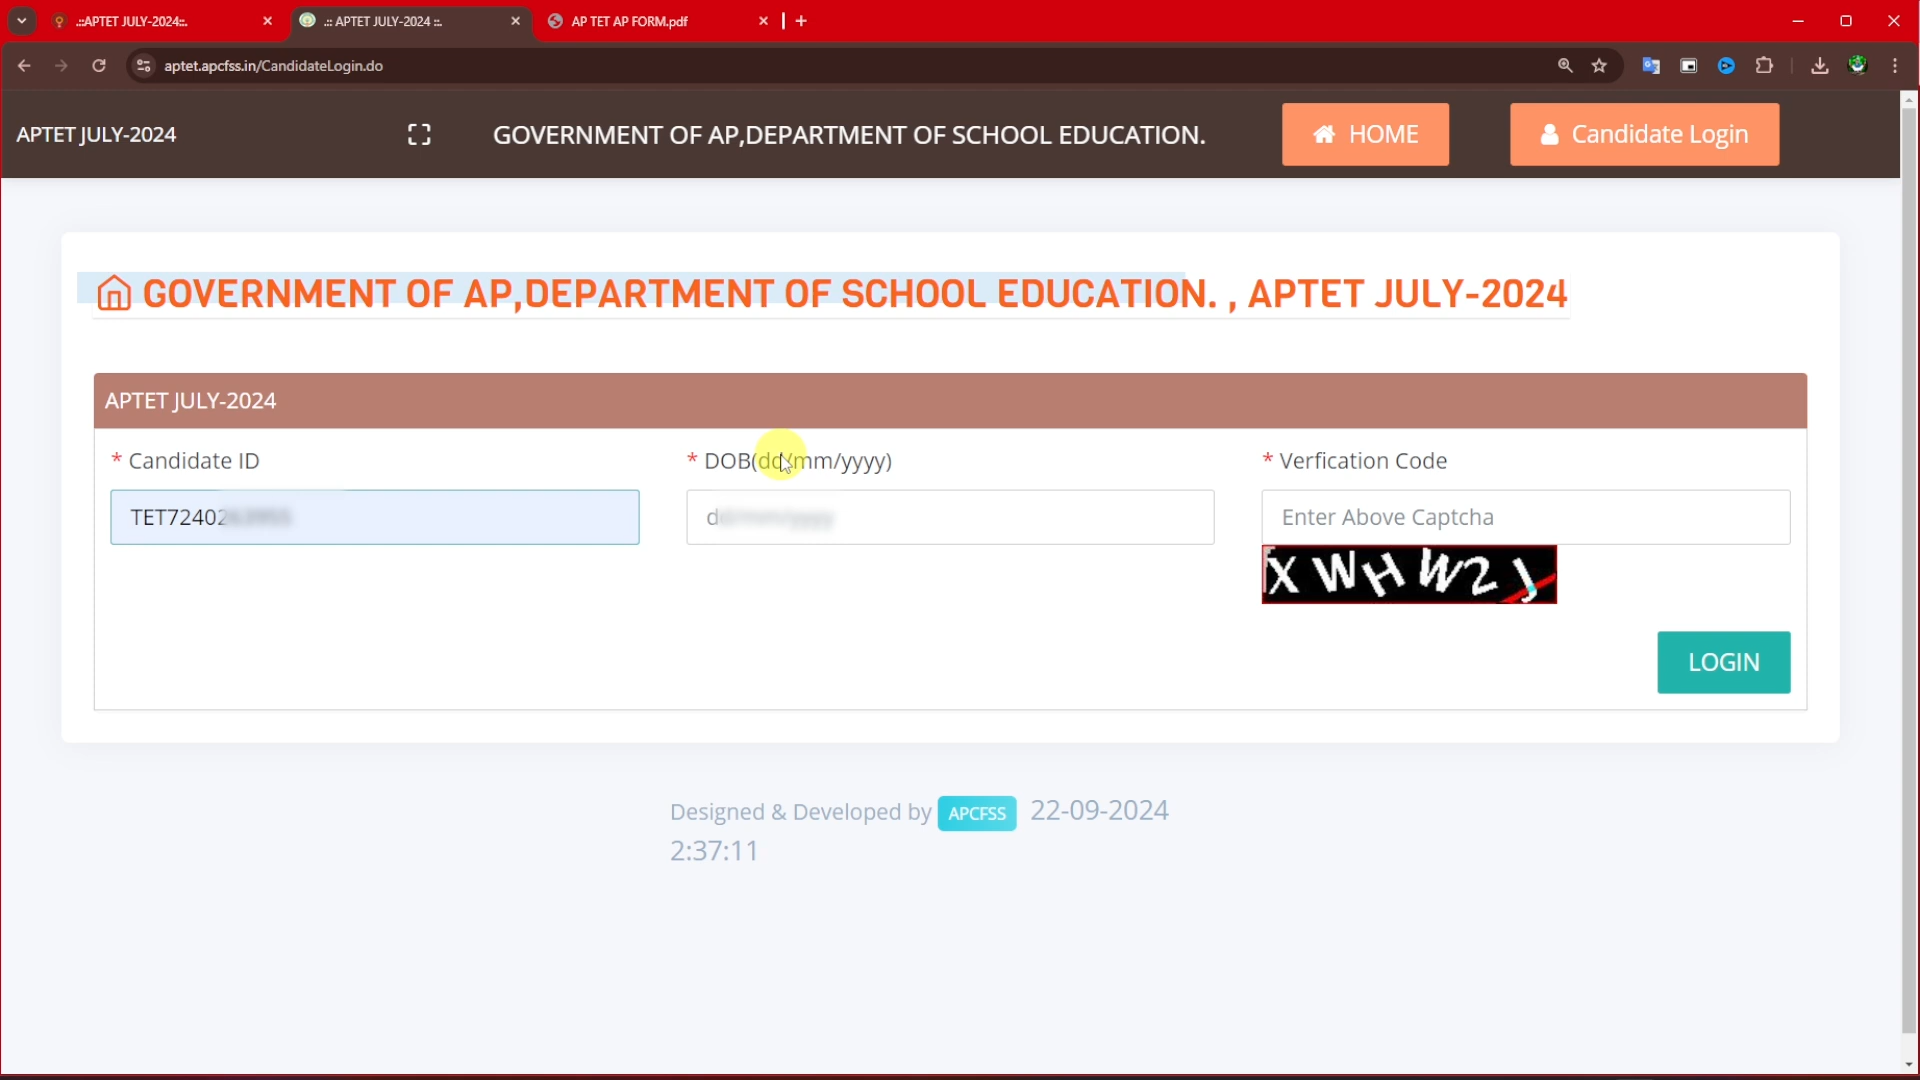 .::APTET JULY-2024::.
.:: APTET JULY-2024 ::.
AP TET AP FORM.pdf
aptet.apcfss.in/CandidateLogin.do
APTET JULY-2024
GOVERNMENT OF AP,DEPARTMENT OF SCHOOL EDUCATION.
HOME
Candidate Login
GOVERNMENT OF AP,DEPARTMENT OF SCHOOL EDUCATION. , APTET JULY-2024
APTET JULY-2024
* Candidate ID
* DOB(dd/mm/yyyy)
* Verfication Code
TET72402
Enter Above Captcha
XWHW2J
LOGIN
Designed & Developed by APCFSS 22-09-2024
2:37:11